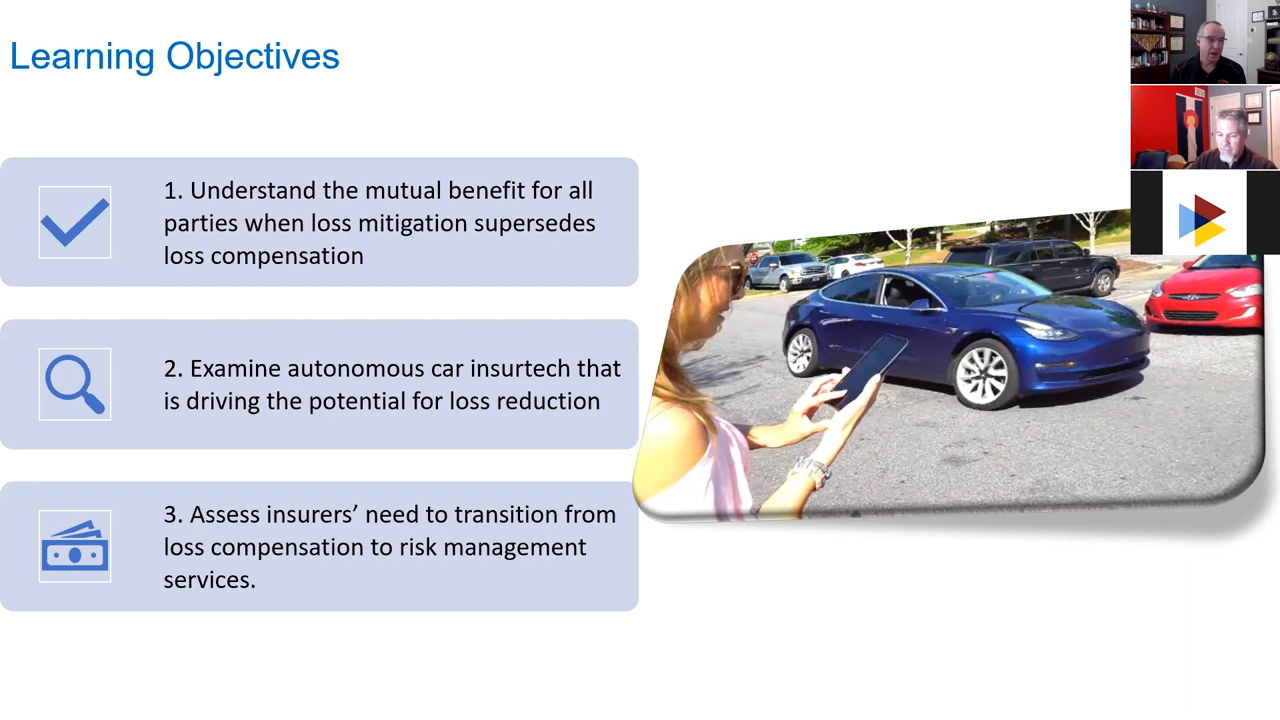 Learning Objectives
1. Understand the mutual benefit for all
parties when loss mitigation supersedes
loss compensation
2. Examine autonomous car insurtech that
is driving the potential for loss reduction
3. Assess insurers’ need to transition from
loss compensation to risk management
services.